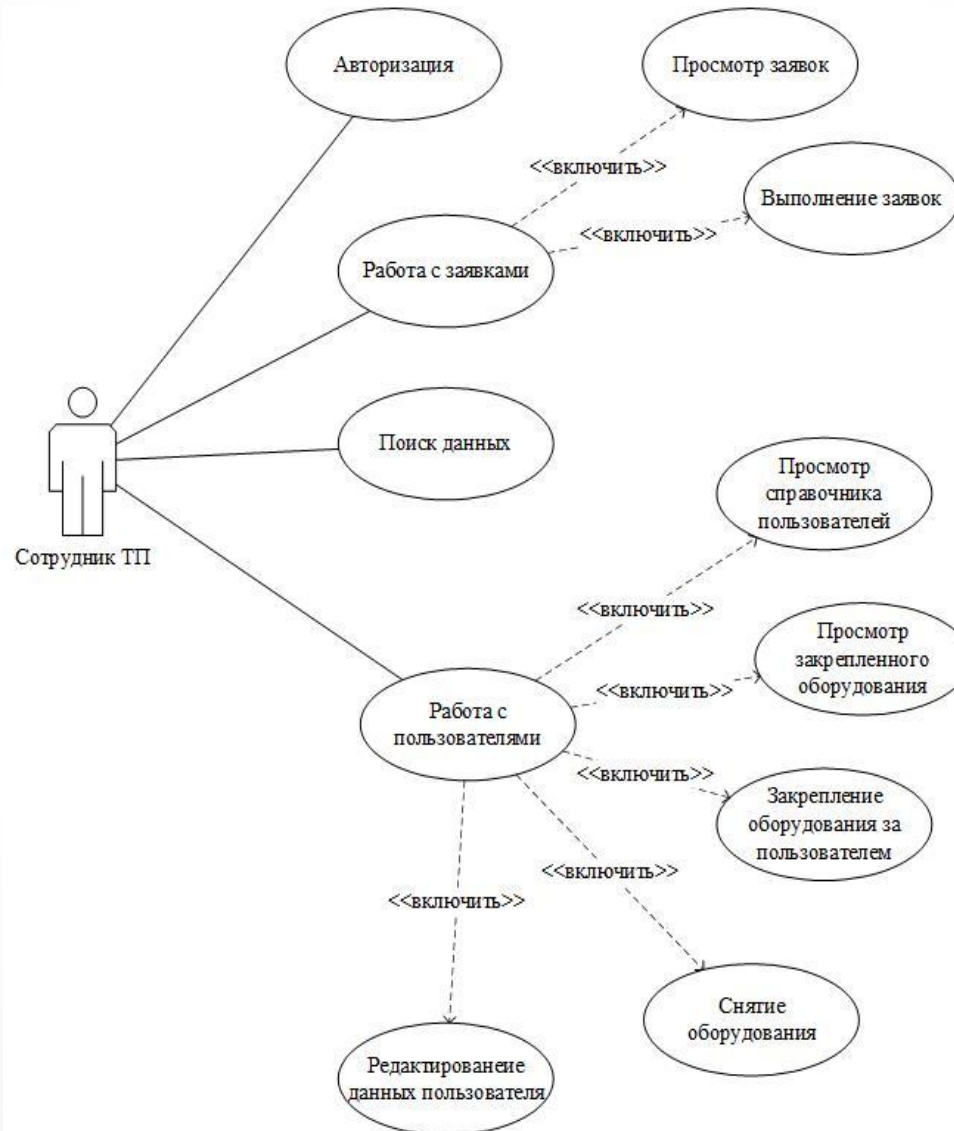 Авторизация
Просмотр заявок
<<включить>>
Выполнение заявок
<<включить>>
Работа с заявками
Поиск данных
Сотрудник ТП
Просмотр
справочника
пользователей
<<включить>>
Просмотр
закрепленного
оборудования
<<включить>>
Работа с
пользователями
<<включить>>
Закрепление
оборудования за
пользователем
<<включить>>
<<включить>>
Снятие
оборудования
Редактированеие
данных пользователя